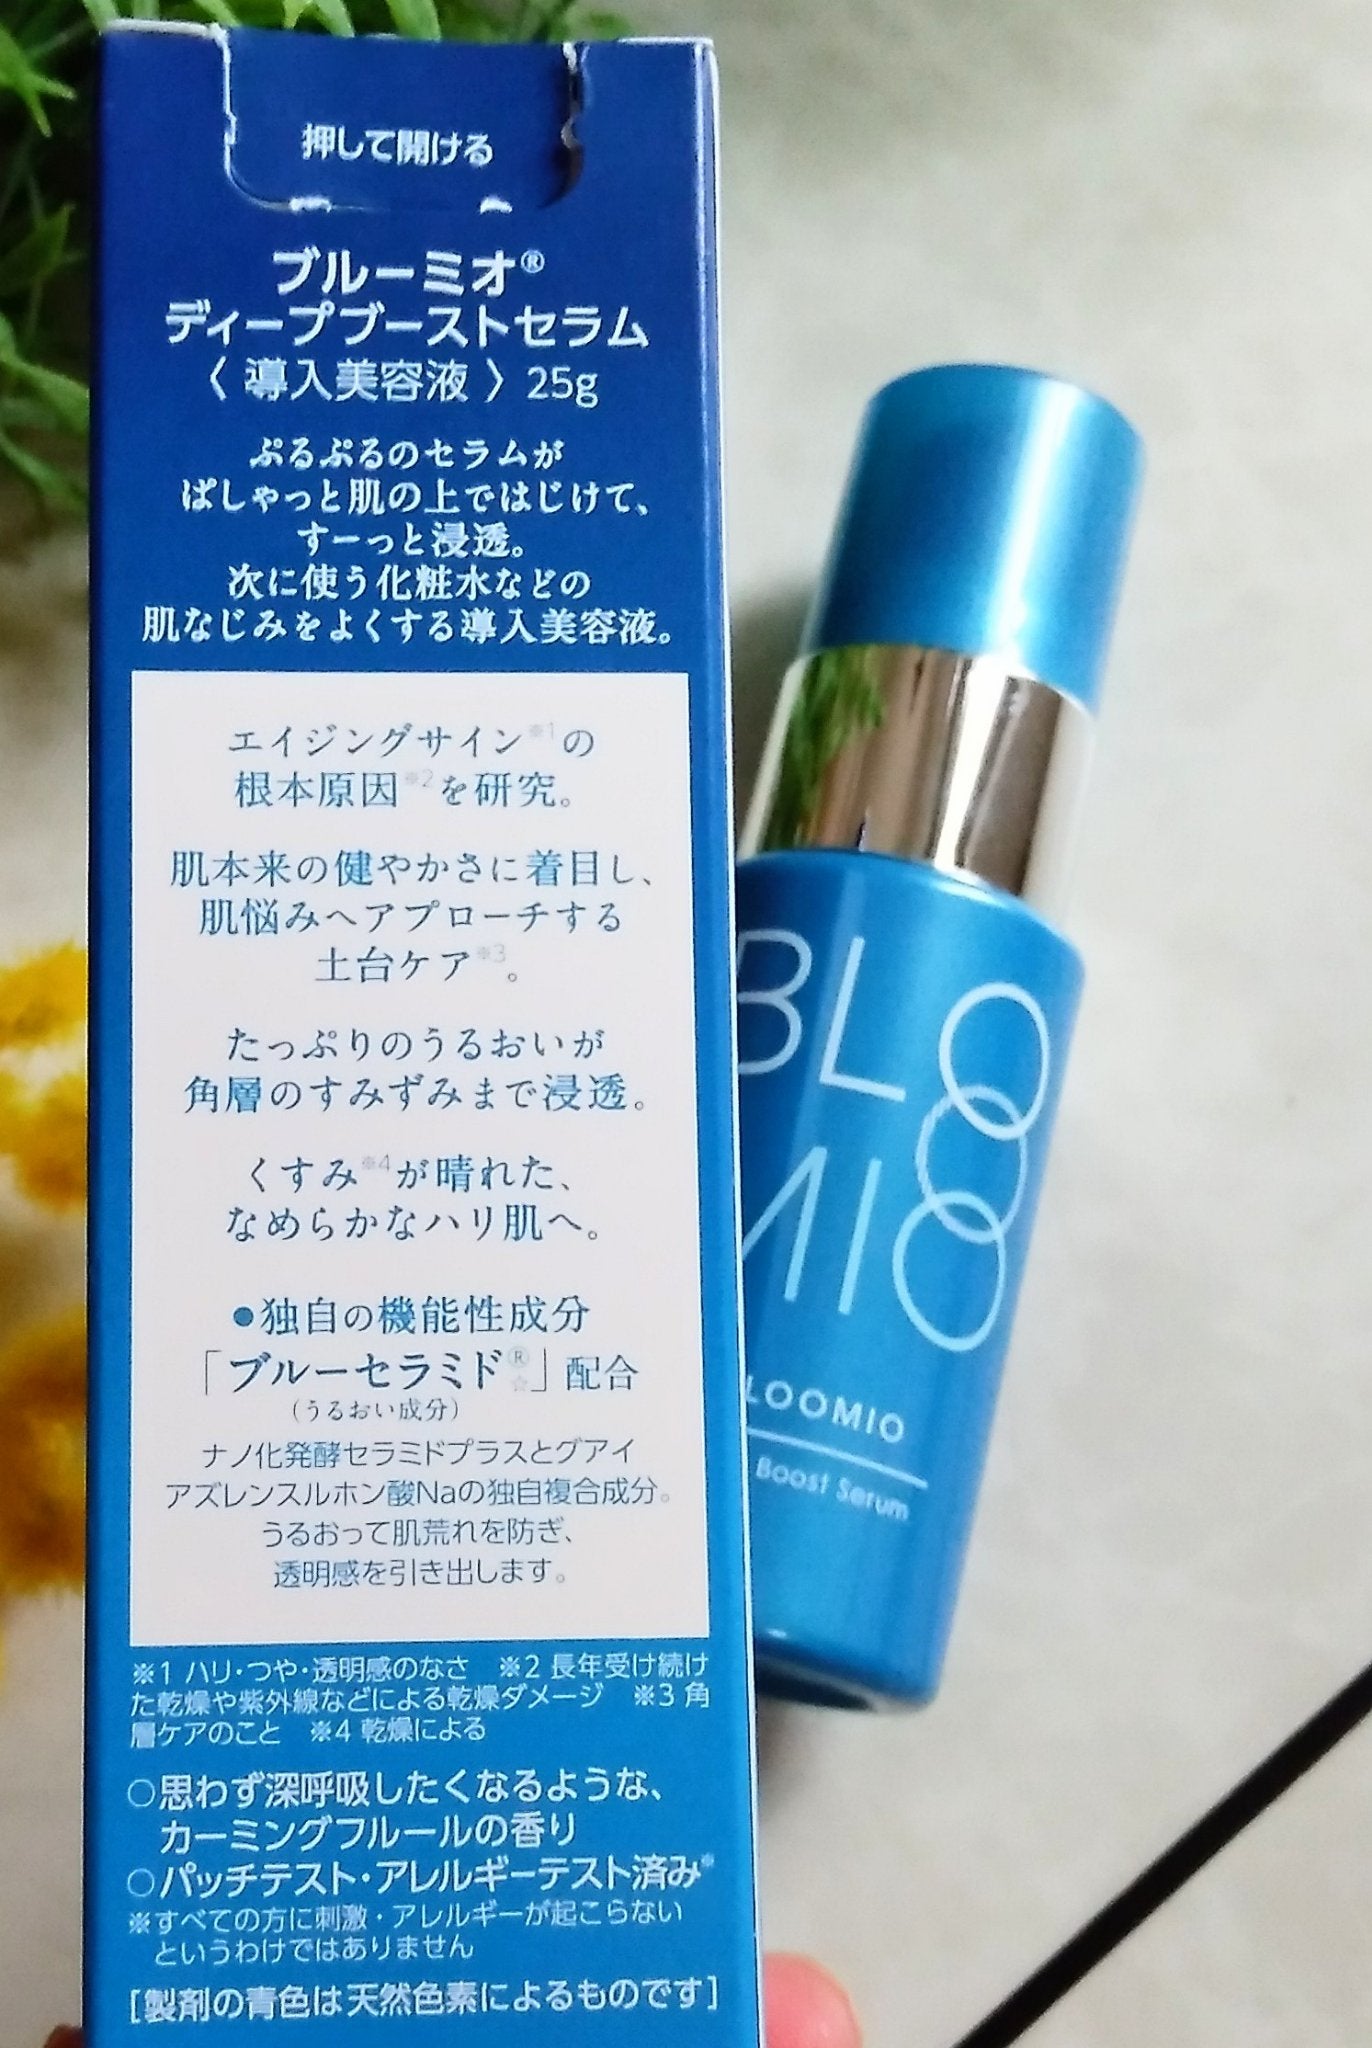 押して開ける
ブルーミオ®
ディープブーストセラム
〈 導入美容液 〉 25g
ぷるぷるのセラムが
ぱしゃっと肌の上ではじけて、
すーっと浸透。
次に使う化粧水などの
肌なじみをよくする導入美容液。
エイジングサイン※1の
根本原因※2を研究。
肌本来の健やかさに着目し、
肌悩みへアプローチする
土台ケア※3。
たっぷりのうるおいが
角層のすみずみまで浸透。
くすみ※4が晴れた、
なめらかなハリ肌へ。
●独自の機能性成分
「ブルーセラミド®☆」配合
(うるおい成分)
ナノ化発酵セラミドプラスとグアイ
アズレンスルホン酸Naの独自複合成分。
うるおって肌荒れを防ぎ、
透明感を引き出します。
※1 ハリ・つや・透明感のなさ ※2 長年受け続け
た乾燥や紫外線などによる乾燥ダメージ ※3 角
層ケアのこと ※4 乾燥による
○思わず深呼吸したくなるような、
カーミングフルールの香り
○パッチテスト・アレルギーテスト済み※
※すべての方に刺激・アレルギーが起こらない
というわけではありません
[製剤の青色は天然色素によるものです]
BLO
O
MIO
LOOMIO
Boost Serum